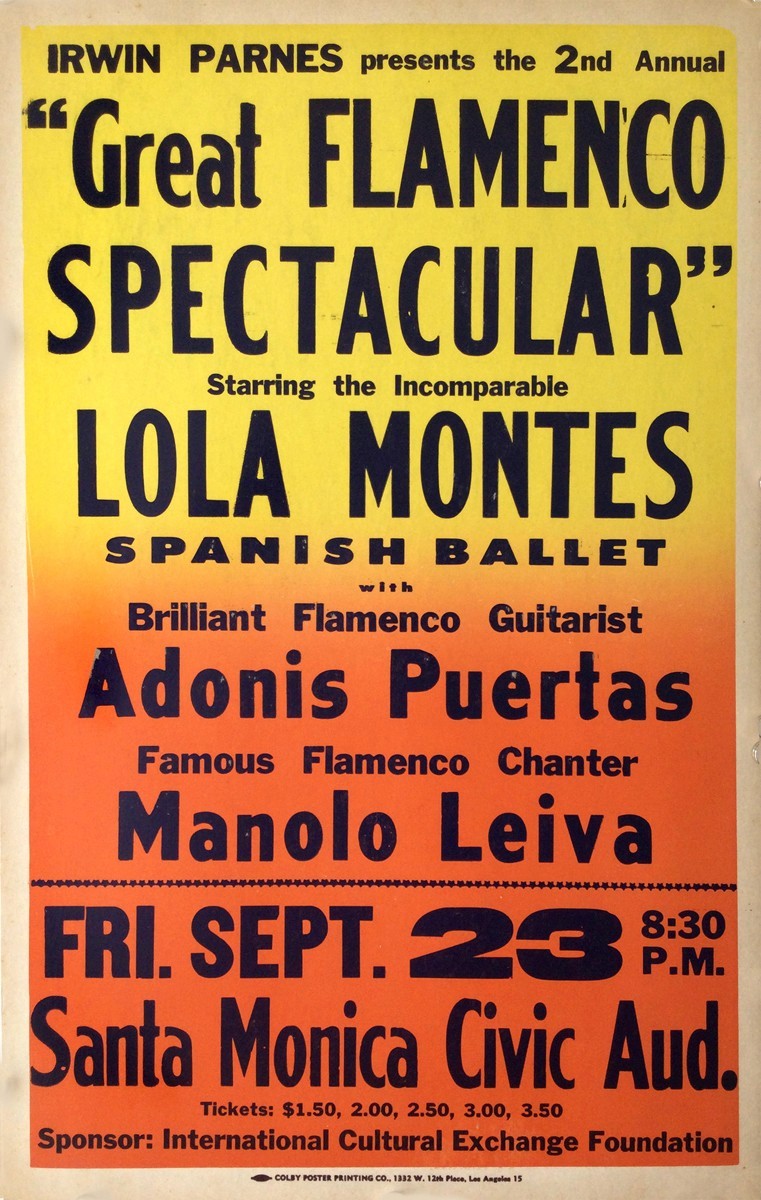 IRWIN PARNES presents the 2nd Annual
“Great FLAMENCO
SPECTACULAR”
Starring the Incomparable
LOLA MONTES
SPANISH BALLET
with
Brilliant Flamenco Guitarist
Adonis Puertas
Famous Flamenco Chanter
Manolo Leiva
FRI. SEPT. 23 8:30 P.M.
Santa Monica Civic Aud.
Tickets: $1.50, 2.00, 2.50, 3.00, 3.50
Sponsor: International Cultural Exchange Foundation
COLBY POSTER PRINTING CO., 1332 W. 12th Place, Los Angeles 15